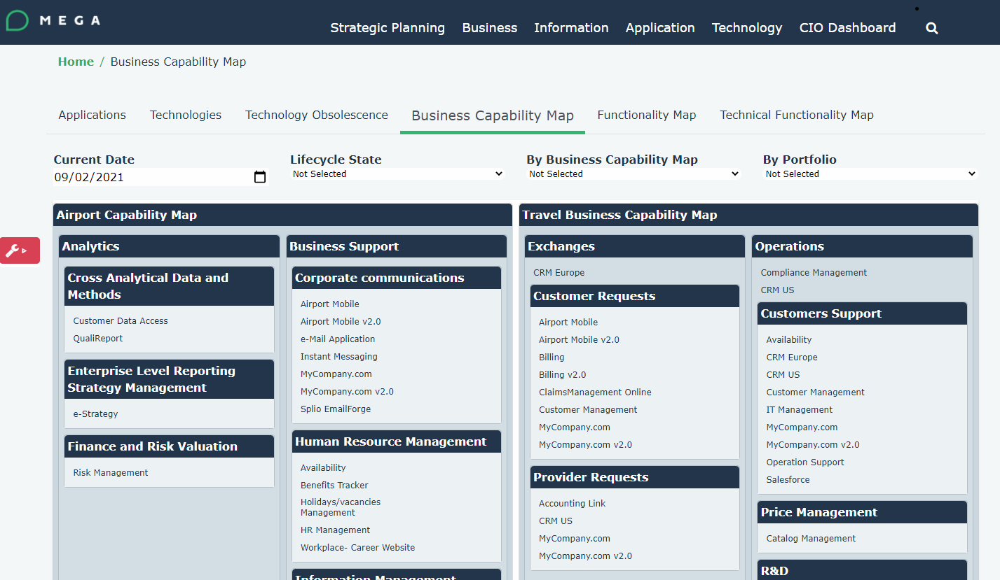 MEGA
Strategic Planning Business Information Application Technology CIO Dashboard
Home / Business Capability Map
Applications Technologies Technology Obsolescence Business Capability Map Functionality Map Technical Functionality Map
Current Date
09/02/2021
Lifecycle State
Not Selected
By Business Capability Map
Not Selected
By Portfolio
Not Selected
Airport Capability Map
Analytics
Cross Analytical Data and
Methods
Customer Data Access
QualiReport
Enterprise Level Reporting
Strategy Management
e-Strategy
Finance and Risk Valuation
Risk Management
Business Support
Corporate communications
Airport Mobile
Airport Mobile v2.0
e-Mail Application
Instant Messaging
MyCompany.com
MyCompany.com v2.0
Splio EmailForge
Human Resource Management
Availability
Benefits Tracker
Holidays/vacancies
Management
HR Management
Workplace- Career Website
Information Management
Travel Business Capability Map
Exchanges
CRM Europe
Customer Requests
Airport Mobile
Airport Mobile v2.0
Billing
Billing v2.0
ClaimsManagement Online
Customer Management
MyCompany.com
MyCompany.com v2.0
Provider Requests
Accounting Link
CRM US
MyCompany.com
MyCompany.com v2.0
Operations
Compliance Management
CRM US
Customers Support
Availability
CRM Europe
CRM US
Customer Management
IT Management
MyCompany.com
MyCompany.com v2.0
Operation Support
Salesforce
Price Management
Catalog Management
R&D